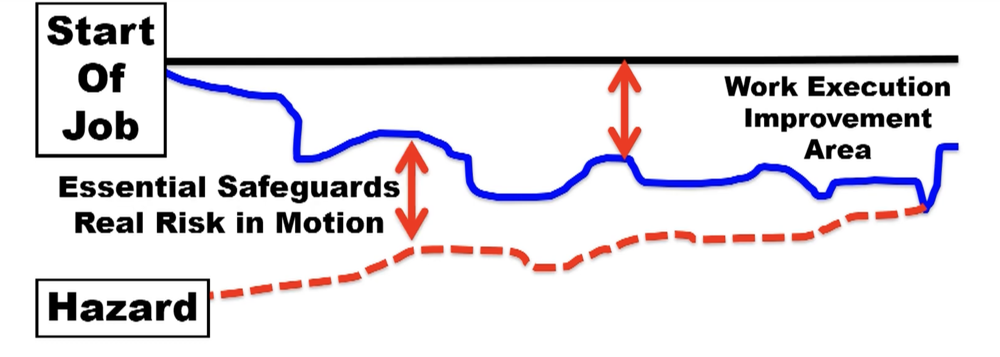 Start
Of
Job
Work Execution
Improvement
Area
Essential Safeguards
Real Risk in Motion
Hazard